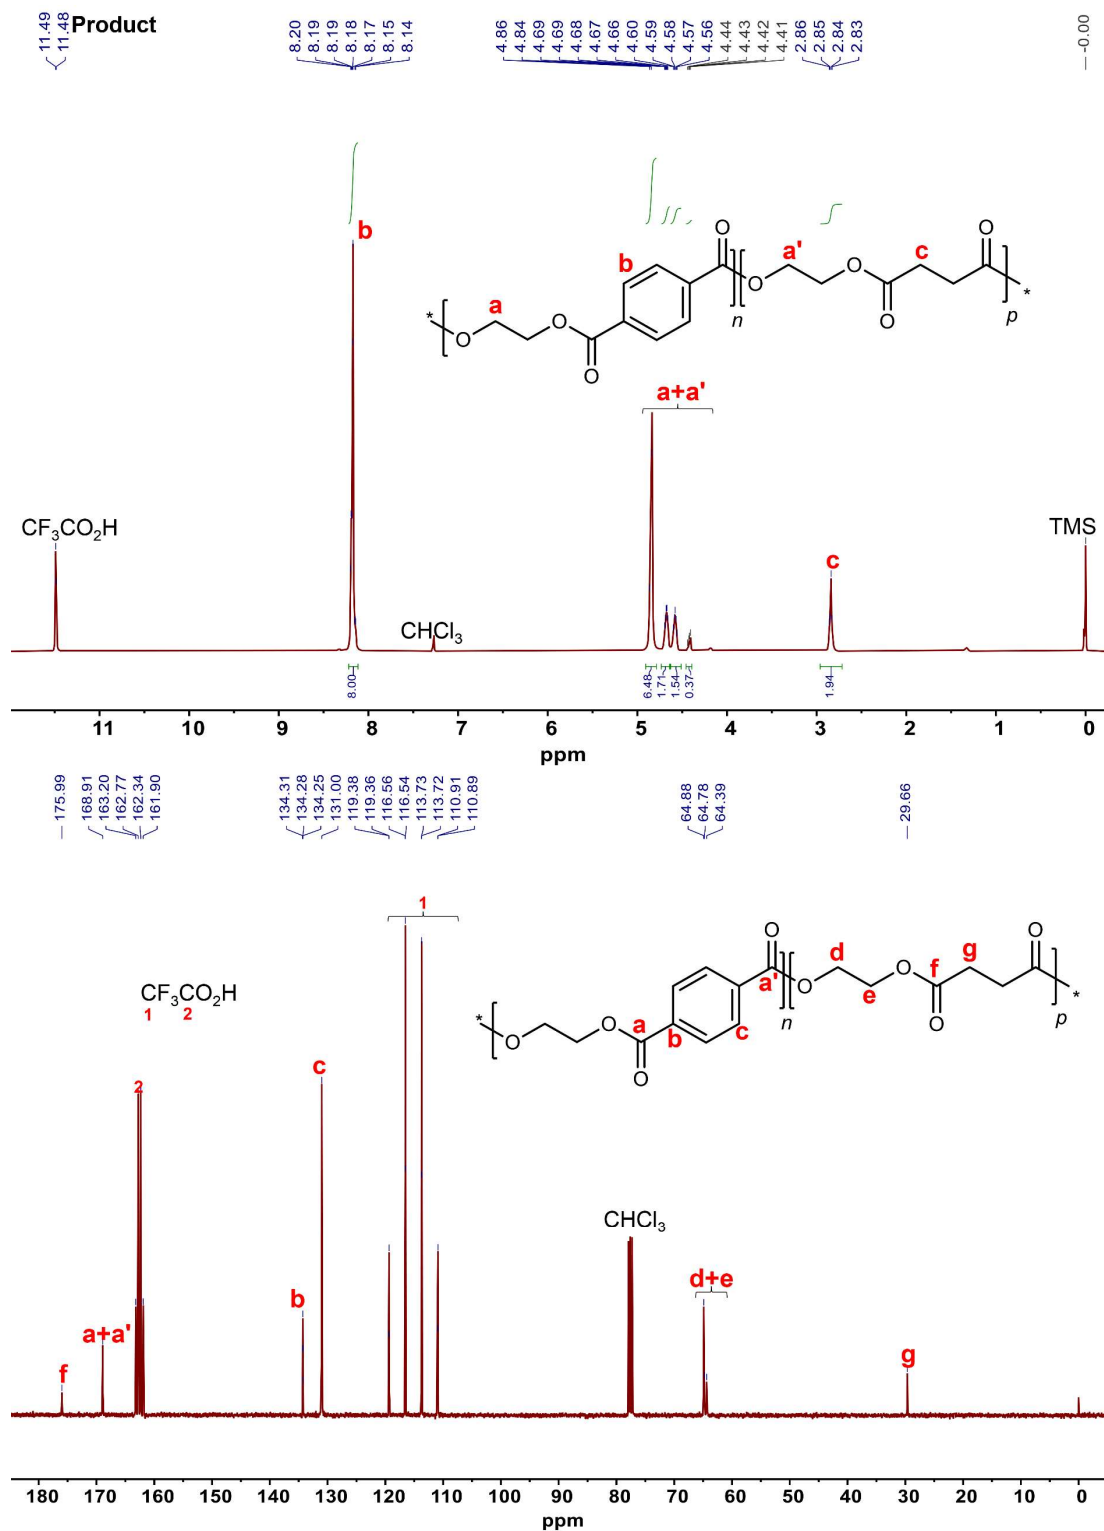 Product
11.49 11.48
8.20 8.19 8.19 8.18 8.17 8.15 8.14
4.86 4.84 4.69 4.69 4.68 4.67 4.66 4.60 4.59 4.58 4.57 4.56 4.44 4.43 4.42 4.41
2.86 2.85 2.84 2.83
-0.00
b
a
O
O
O
b
O
n
O
a'
O
O
c
O
p
*
*
a+a'
CF3CO2H
CHCl3
c
TMS
8.00
6.48 1.71 1.54 0.37
1.94
11 10 9 8 7 6 5 4 3 2 1 0
ppm
175.99 168.91 163.20 162.77 162.34 161.90
134.31 134.28 134.25 131.00 119.38 119.36 116.56 116.54 113.73 113.72 110.91 110.89
64.88 64.78 64.39
29.66
1
CF3CO2H
1 2
2
c
O
O
a
O
b
c
O
a'
n
O
d
e
O
f
O
g
O
p
*
*
CHCl3
d+e
b
a+a'
f
g
180 170 160 150 140 130 120 110 100 90 80 70 60 50 40 30 20 10 0
ppm